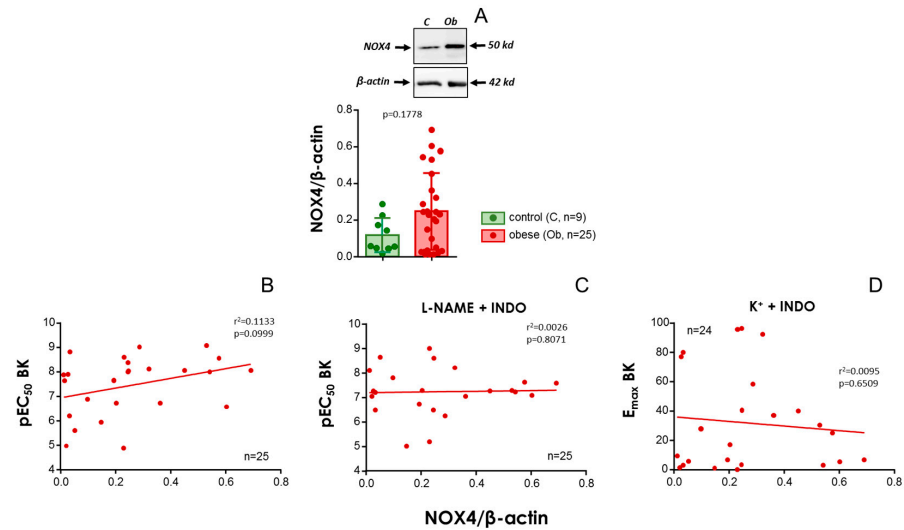 A
C Ob
NOX4 50 kd
β-actin 42 kd
0.8
p=0.1778
0.6
0.4
0.2
0.0
NOX4/β-actin
control (C, n=9)
obese (Ob, n=25)
B
r²=0.1133
p=0.0999
10
9
8
7
6
5
4
pEC₅₀ BK
n=25
0.0 0.2 0.4 0.6 0.8
C
L-NAME + INDO
r²=0.0026
p=0.8071
10
9
8
7
6
5
4
pEC₅₀ BK
n=25
0.0 0.2 0.4 0.6 0.8
D
K⁺ + INDO
n=24
r²=0.0095
p=0.6509
100
80
60
40
20
0
Eₘₐₓ BK
0.0 0.2 0.4 0.6 0.8
NOX4/β-actin